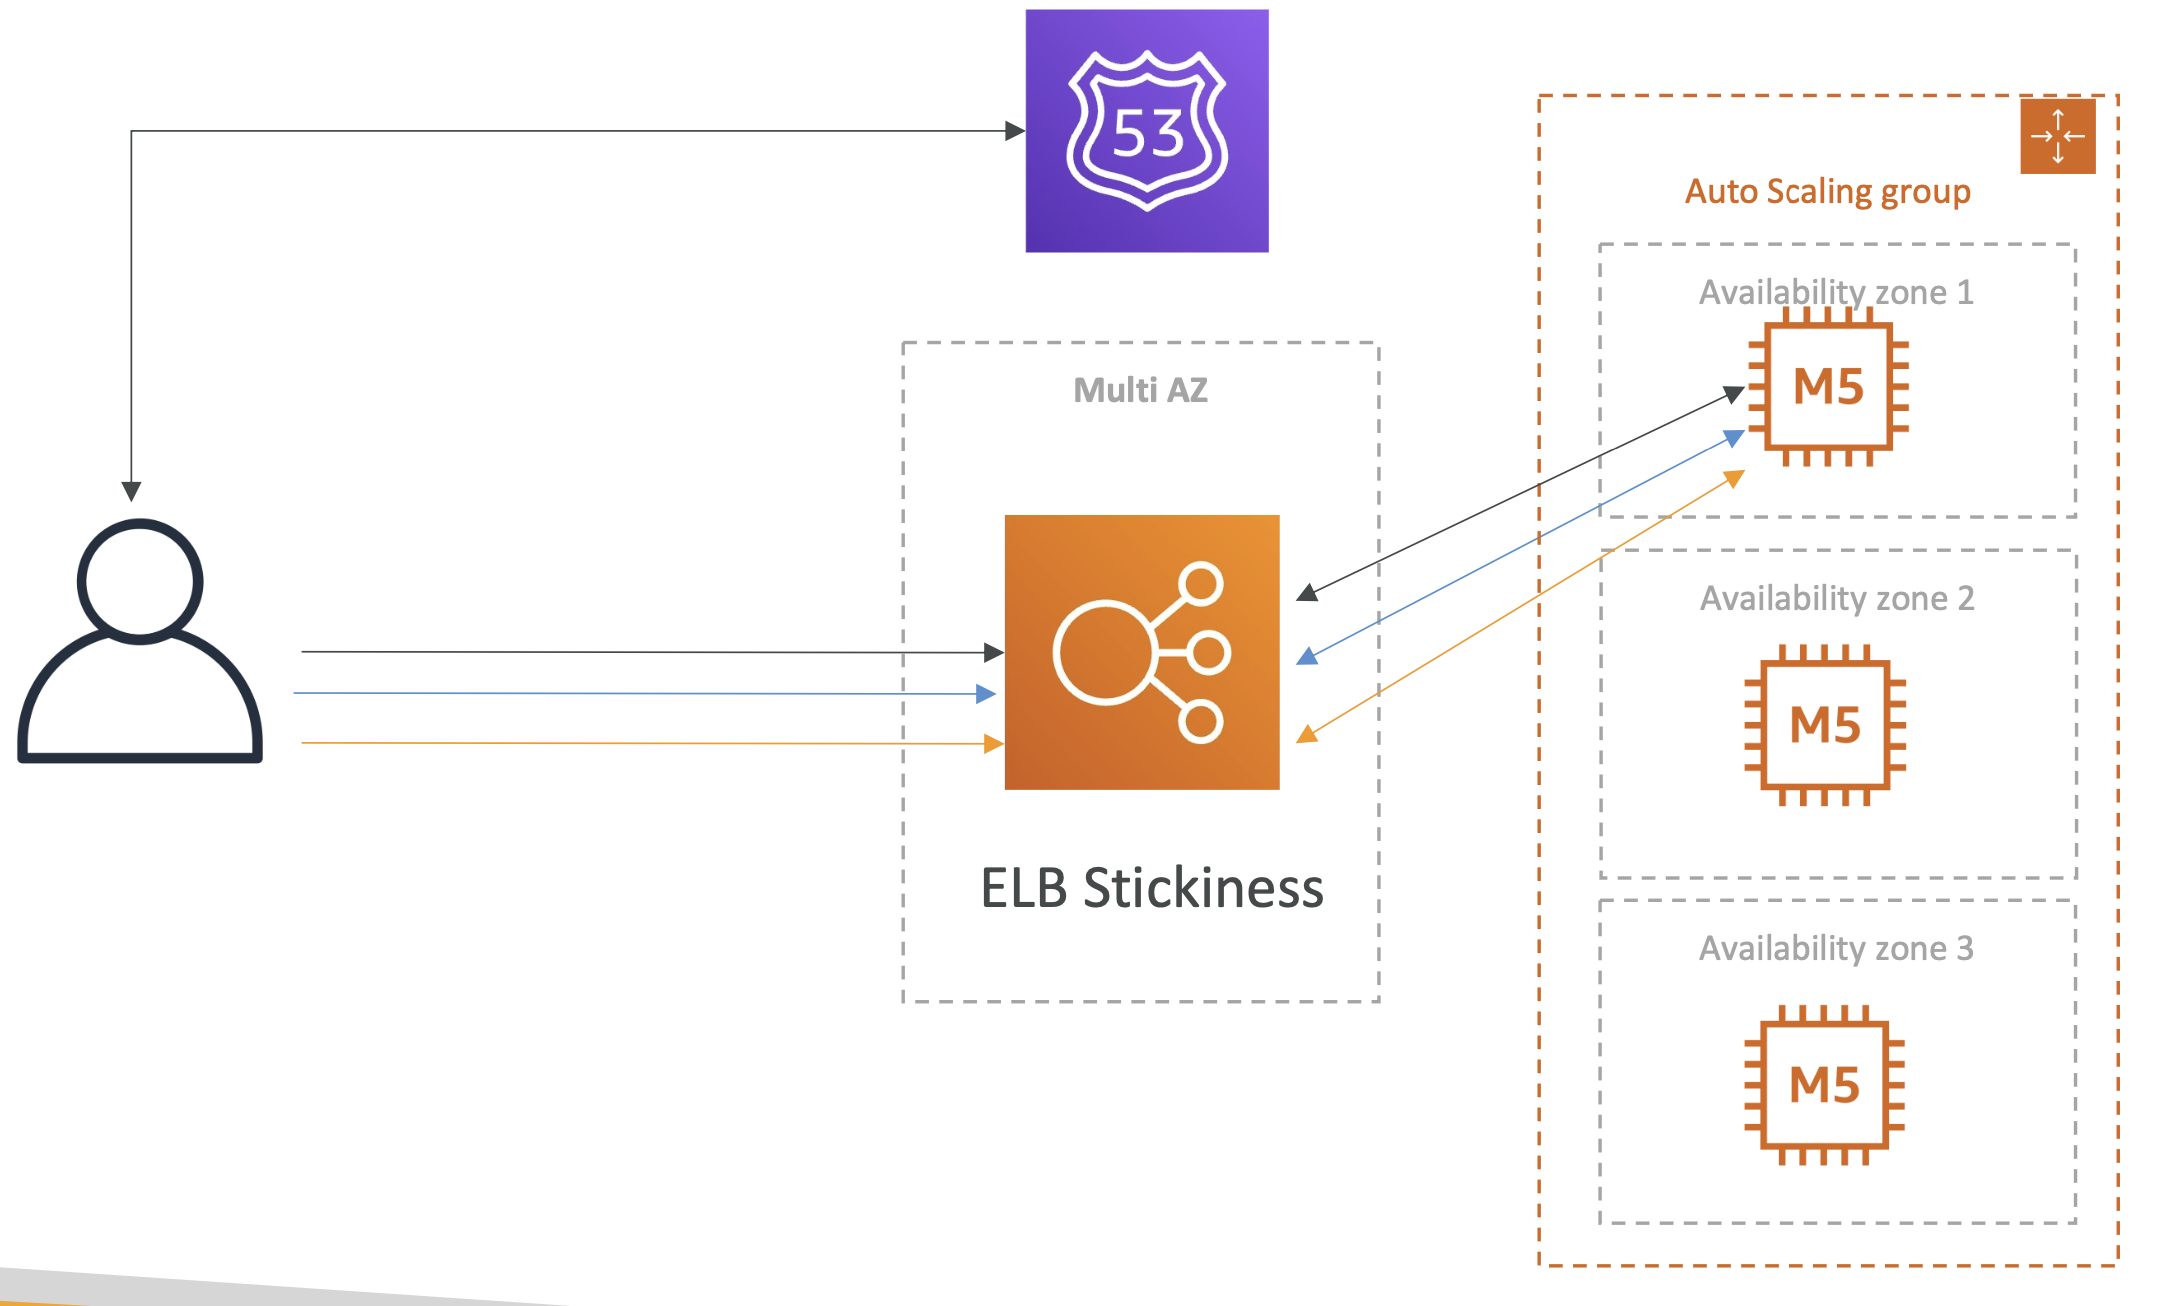 53
Auto Scaling group
Availability zone 1
M5
Multi AZ
Availability zone 2
M5
ELB Stickiness
Availability zone 3
M5